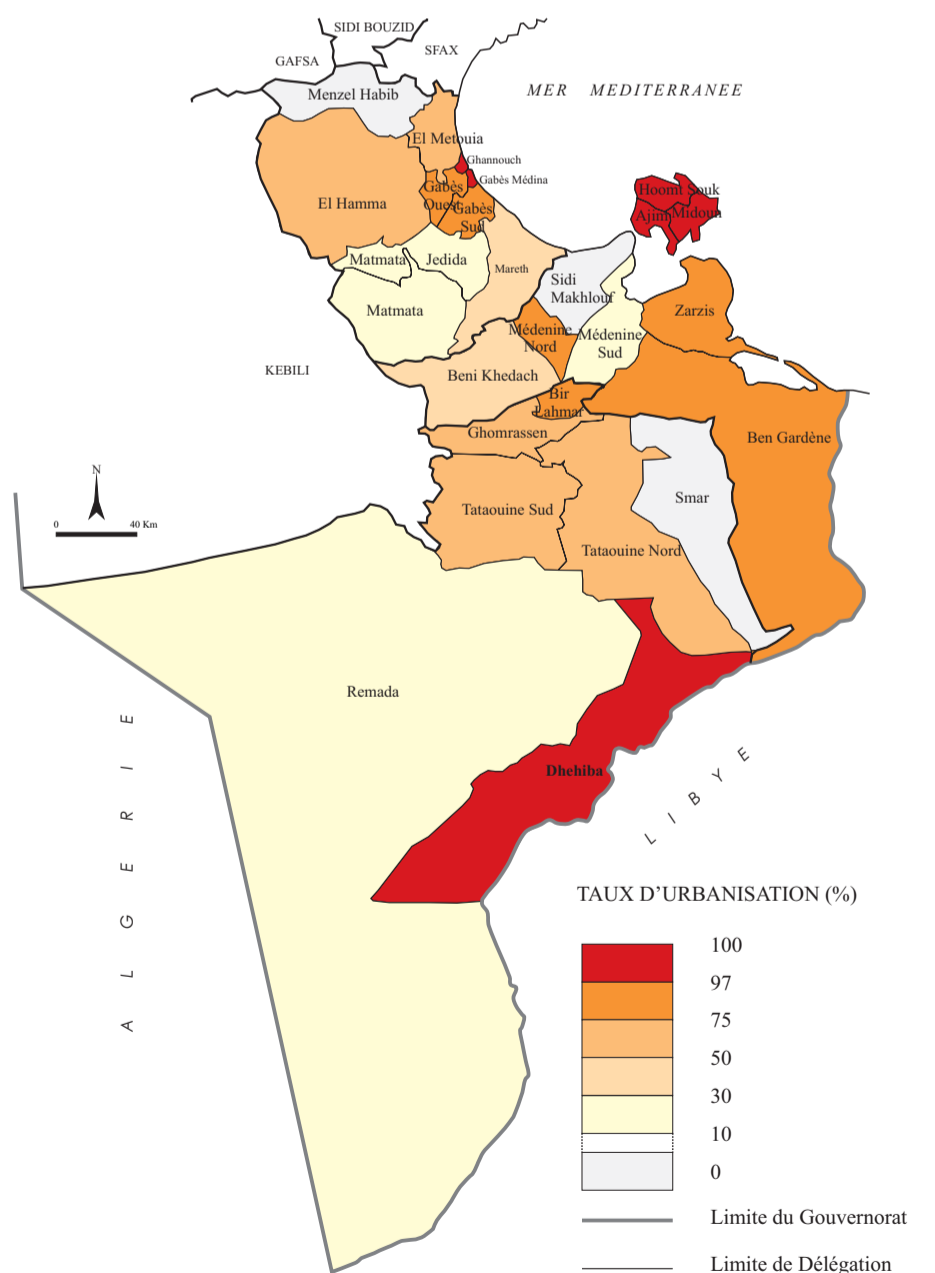 SIDI BOUZID
SFAX
GAFSA
MER MEDITERRANEE
Menzel Habib
El Metouia
Ghannouch
Gabès Médina
Gabès
Ouest
Gabès
Sud
El Hamma
Hoomt Souk
Ajim
Midoun
Matmata
Jedida
Mareth
Sidi
Makhlouf
Matmata
Zarzis
Médenine
Nord
Médenine
Sud
KEBILI
Beni Khedach
Bir
Lahmar
Ghomrassen
Ben Gardène
N
0 40 Km
Tataouine Sud
Smar
Tataouine Nord
Remada
Dhehiba
ALGERIE
LIBYE
TAUX D’URBANISATION (%)
100
97
75
50
30
10
0
Limite du Gouvernorat
Limite de Délégation